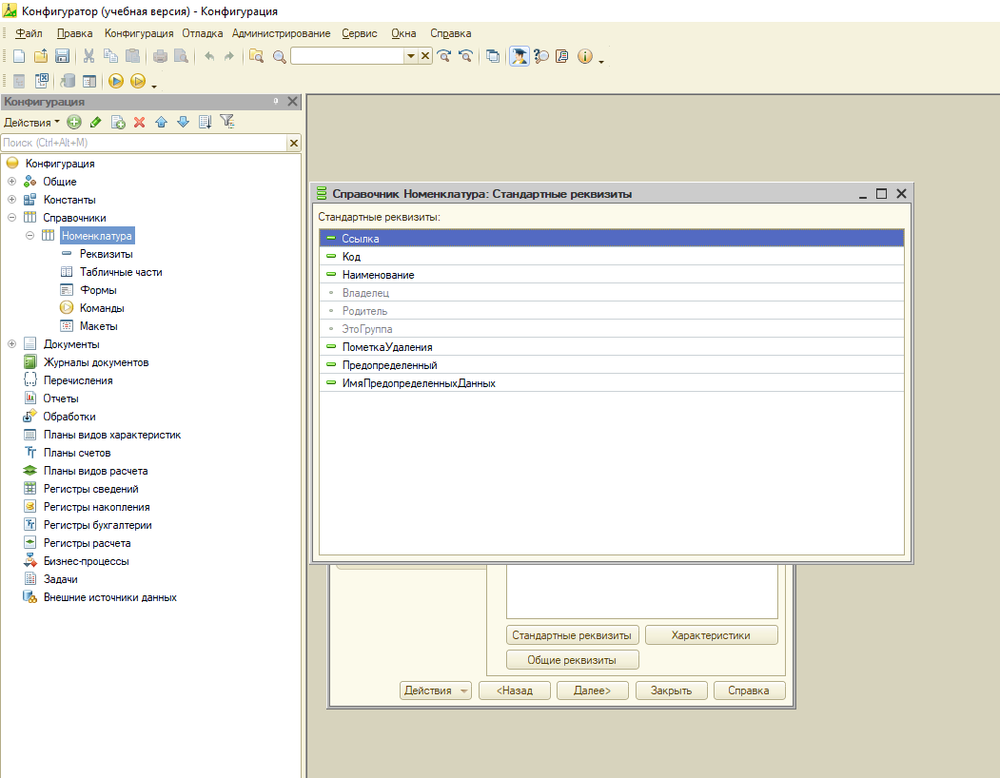 Конфигуратор (учебная версия) - Конфигурация
Файл Правка Конфигурация Отладка Администрирование Сервис Окна Справка
Конфигурация
Действия
Поиск (Ctrl+Alt+M)
Конфигурация
Общие
Константы
Справочники
Номенклатура
Реквизиты
Табличные части
Формы
Команды
Макеты
Документы
Журналы документов
Перечисления
Отчеты
Обработки
Планы видов характеристик
Планы счетов
Планы видов расчета
Регистры сведений
Регистры накопления
Регистры бухгалтерии
Регистры расчета
Бизнес-процессы
Задачи
Внешние источники данных
Справочник Номенклатура: Стандартные реквизиты
Стандартные реквизиты:
Ссылка
Код
Наименование
Владелец
Родитель
ЭтоГруппа
ПометкаУдаления
Предопределенный
ИмяПредопределенныхДанных
Стандартные реквизиты Характеристики
Общие реквизиты
Действия <Назад Далее> Закрыть Справка